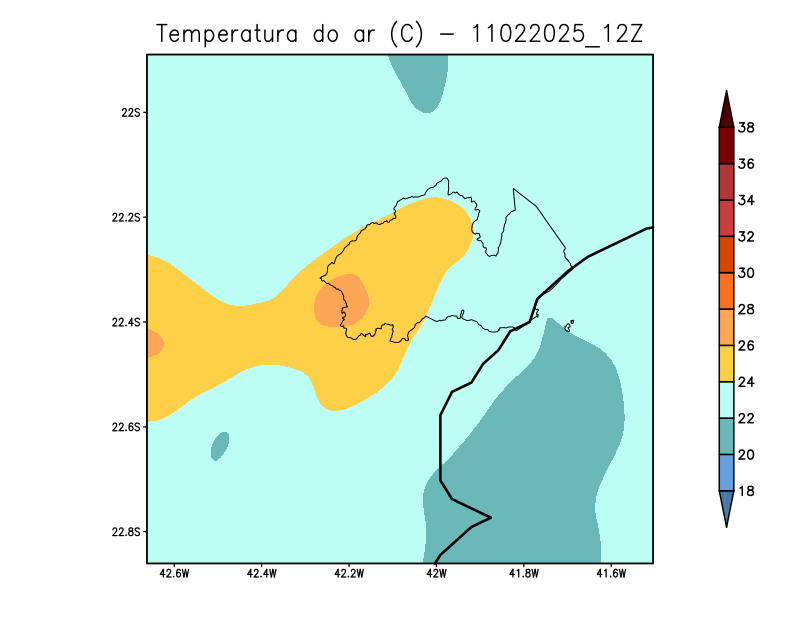 Temperatura do ar (C) - 11022025_12Z
22S
22.2S
22.4S
22.6S
22.8S
42.6W
42.4W
42.2W
42W
41.8W
41.6W
38
36
34
32
30
28
26
24
22
20
18